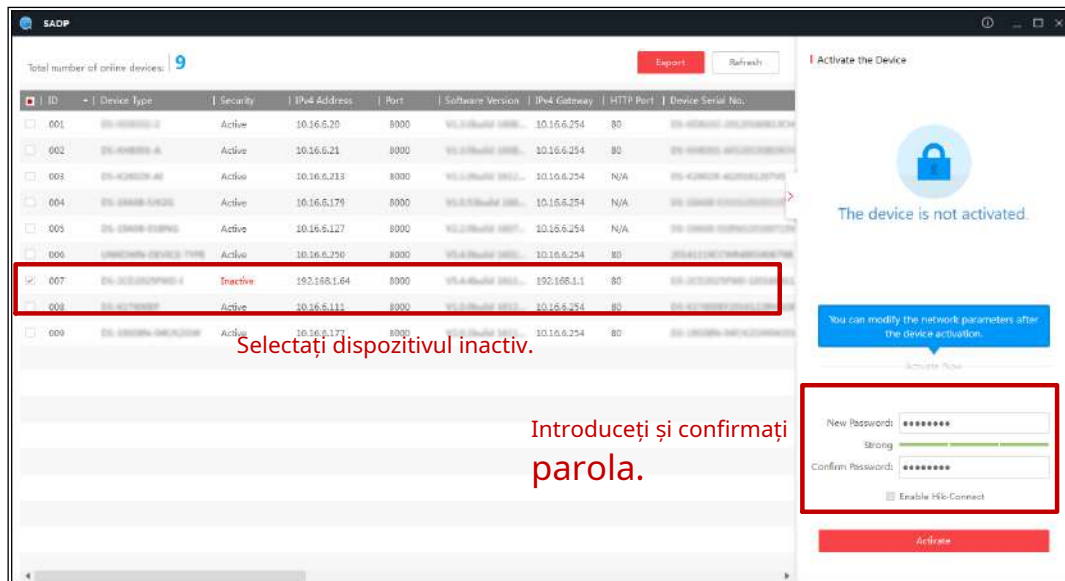 SADP
Total number of online devices: 9
Export
Refresh
ID Device Type Security IPv4 Address Port Software Version IPv4 Gateway HTTP Port Device Serial No.
001 Active 10.16.6.20 8000 10.16.6.254 80
002 Active 10.16.6.21 8000 10.16.6.254 80
003 Active 10.16.6.213 8000 10.16.6.254 N/A
004 Active 10.16.6.179 8000 10.16.6.254 N/A
005 Active 10.16.6.127 8000 10.16.6.254 N/A
006 Active 10.16.6.250 8000 10.16.6.254 80
007 Inactive 192.168.1.64 8000 192.168.1.1 80
008 Active 10.16.6.111 8000 10.16.6.254 80
009 Active 10.16.6.177 8000 10.16.6.254 80
Selectați dispozitivul inactiv.
Introduceți și confirmați
parola.
Activate the Device
The device is not activated.
You can modify the network parameters after
the device activation.
Activate Now
New Password:
Strong
Confirm Password:
Enable Hik-Connect
Activate